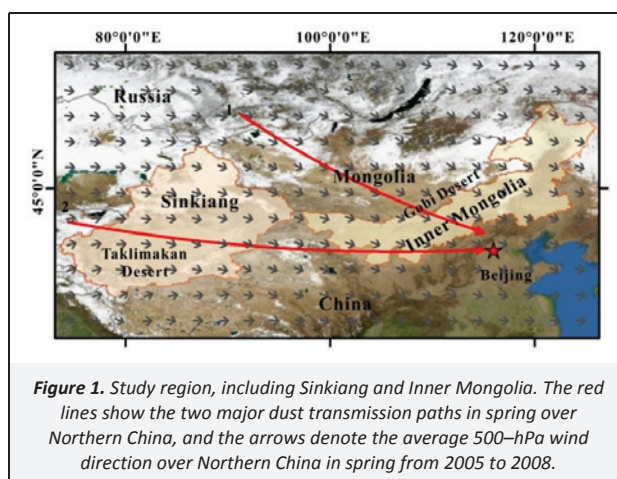 80°0'0"E 100°0'0"E 120°0'0"E
45°0'0"N
Russia
1
Mongolia
Gobi Desert
Inner Mongolia
Sinkiang
2
Taklimakan
Desert
Beijing
China
Figure 1. Study region, including Sinkiang and Inner Mongolia. The red
lines show the two major dust transmission paths in spring over
Northern China, and the arrows denote the average 500–hPa wind
direction over Northern China in spring from 2005 to 2008.